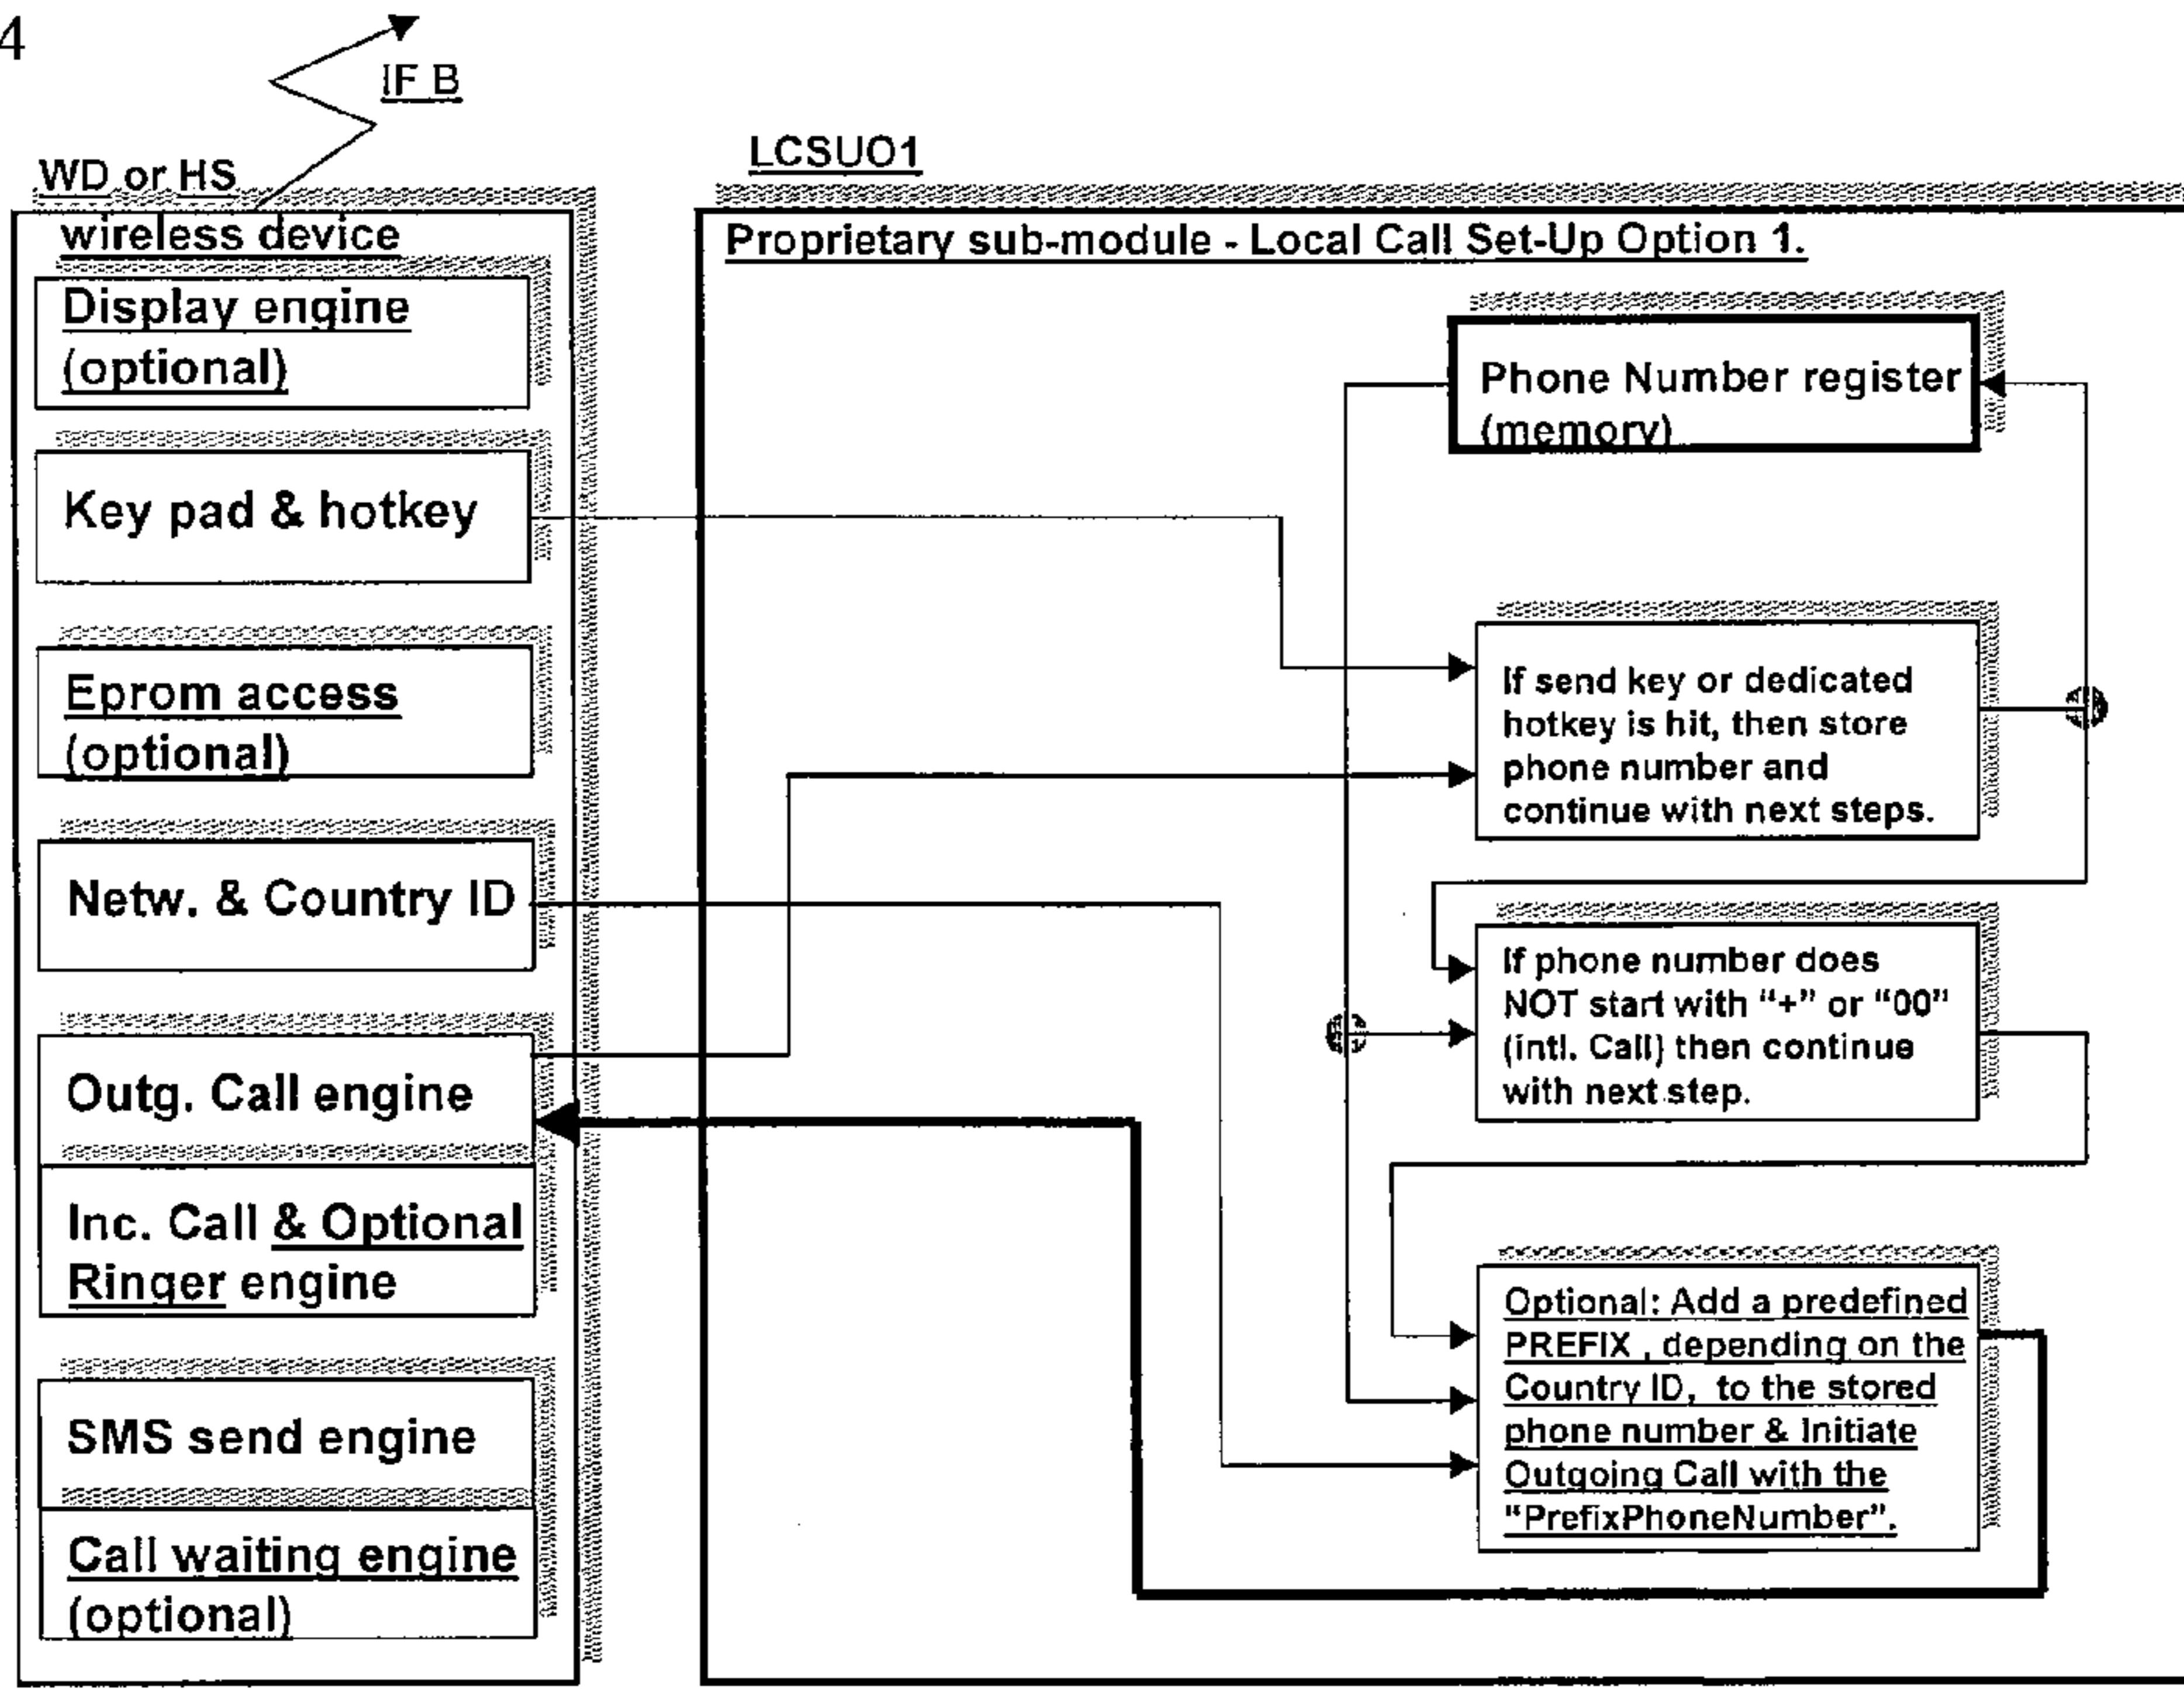 4
IF B
WD or HS
wireless device
Display engine
(optional)
Key pad & hotkey
Eprom access
(optional)
Netw. & Country ID
Outg. Call engine
Inc. Call & Optional
Ringer engine
SMS send engine
Call waiting engine
(optional)
LCSUO1
Proprietary sub-module - Local Call Set-Up Option 1.
Phone Number register
(memory)
If send key or dedicated
hotkey is hit, then store
phone number and
continue with next steps.
If phone number does
NOT start with “+” or “00”
(intl. Call) then continue
with next step.
Optional: Add a predefined
PREFIX , depending on the
Country ID, to the stored
phone number & Initiate
Outgoing Call with the
“PrefixPhoneNumber”.